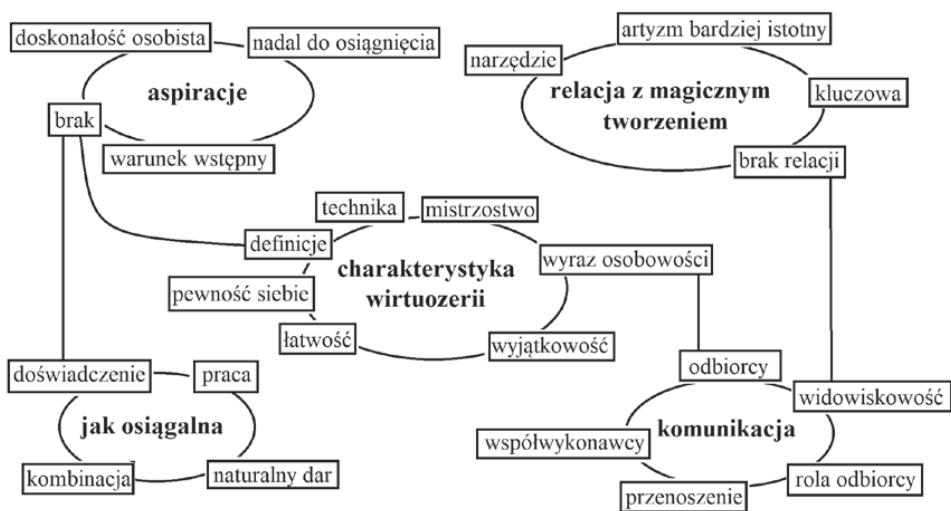 doskonałość osobista
nadal do osiągnięcia
aspiracje
brak
warunek wstępny
artyzm bardziej istotny
narzędzie
relacja z magicznym
tworzeniem
kluczowa
brak relacji
technika
mistrzostwo
definicje
charakterystyka
wirtuozerii
wyraz osobowości
pewność siebie
łatwość
wyjątkowość
doświadczenie
praca
jak osiągalna
kombinacja
naturalny dar
odbiorcy
widowiskowość
komunikacja
współwykonawcy
rola odbiorcy
przenoszenie